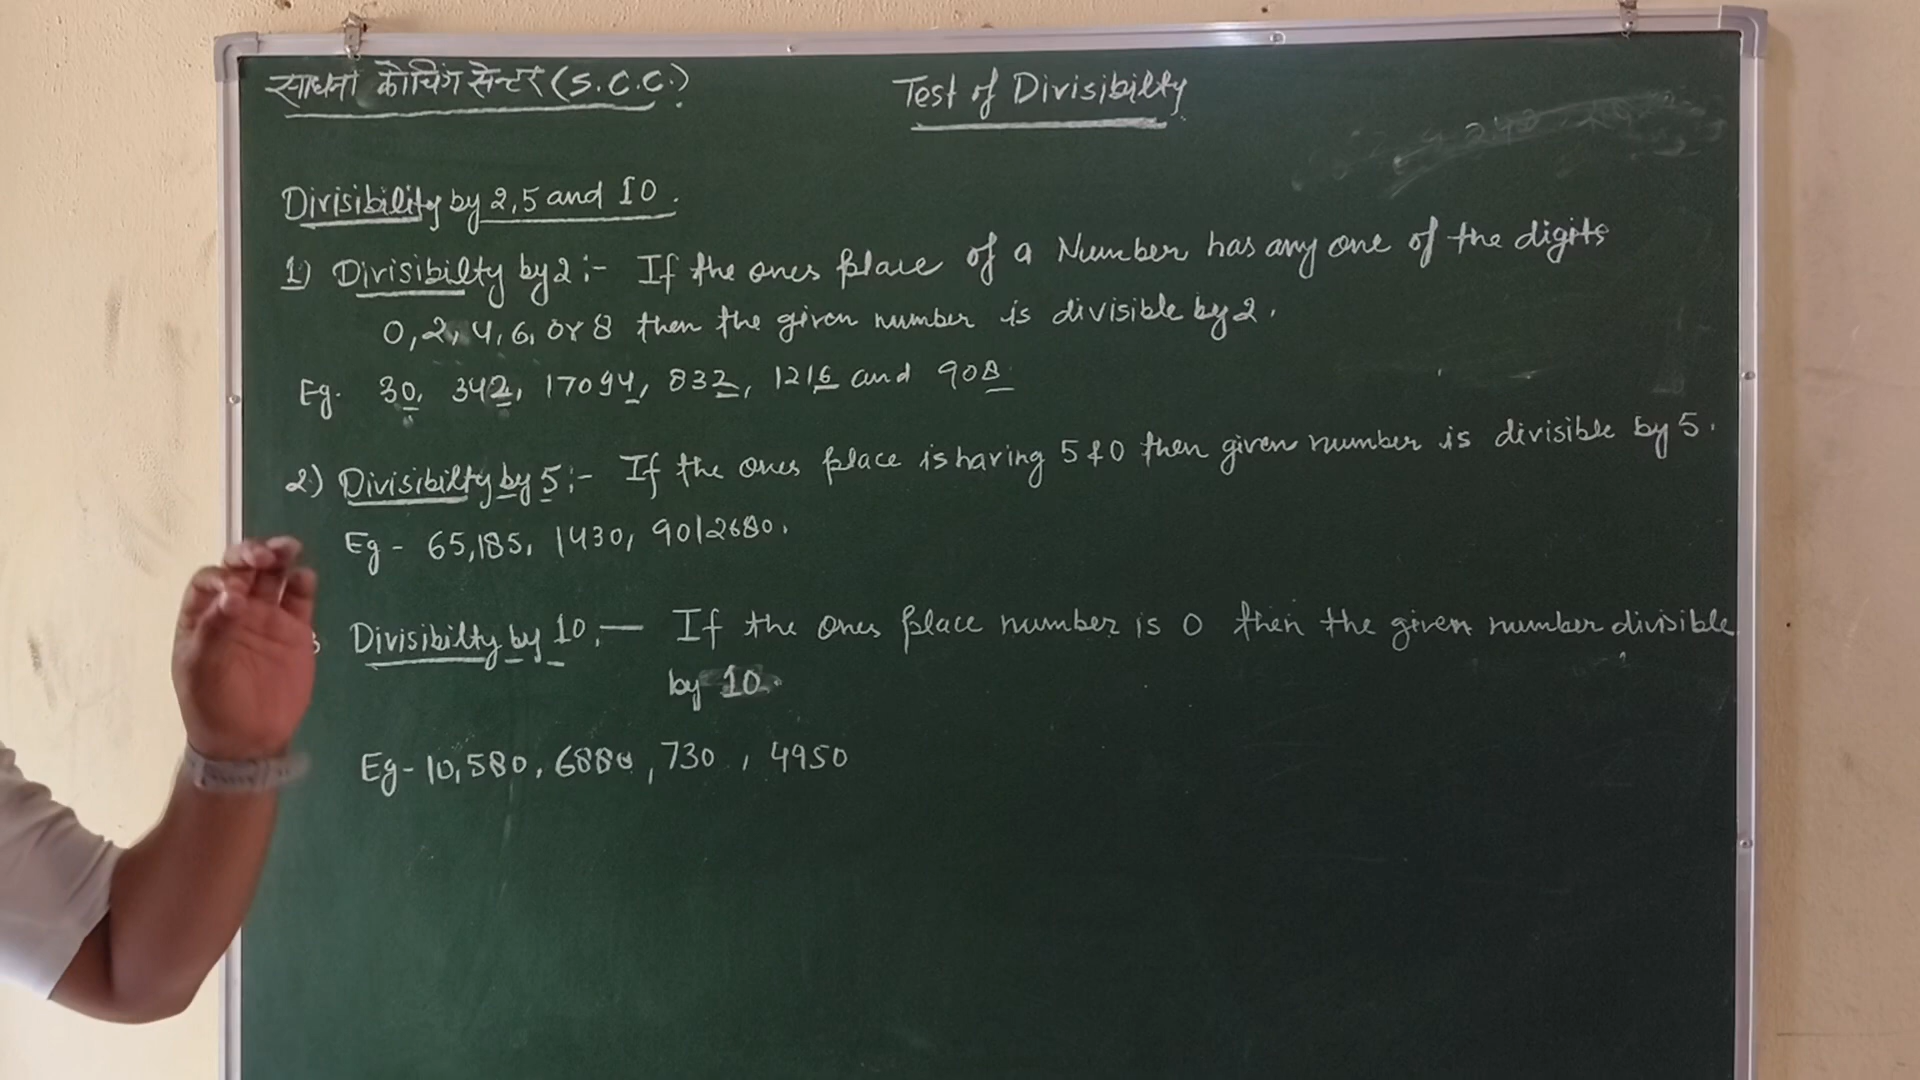 साधना कोचिंग सेन्टर (S.C.C.)
Test of Divisibilty
Divisibility by 2,5 and 10.
1) Divisibilty by 2 :- If the ones place of a Number has any one of the digits
0, 2, 4, 6, or 8 then the given number is divisible by 2.
Eg. 30, 342, 17094, 832, 1216 and 908
2.) Divisibilty by 5 :- If the ones place is having 5 & 0 then given number is divisible by 5.
Eg - 65, 185, 1430, 9012680.
Divisibilty by 10. — If the ones place number is 0 then the given number divisible
by 10.
Eg- 10, 580, 6880, 730, 4950